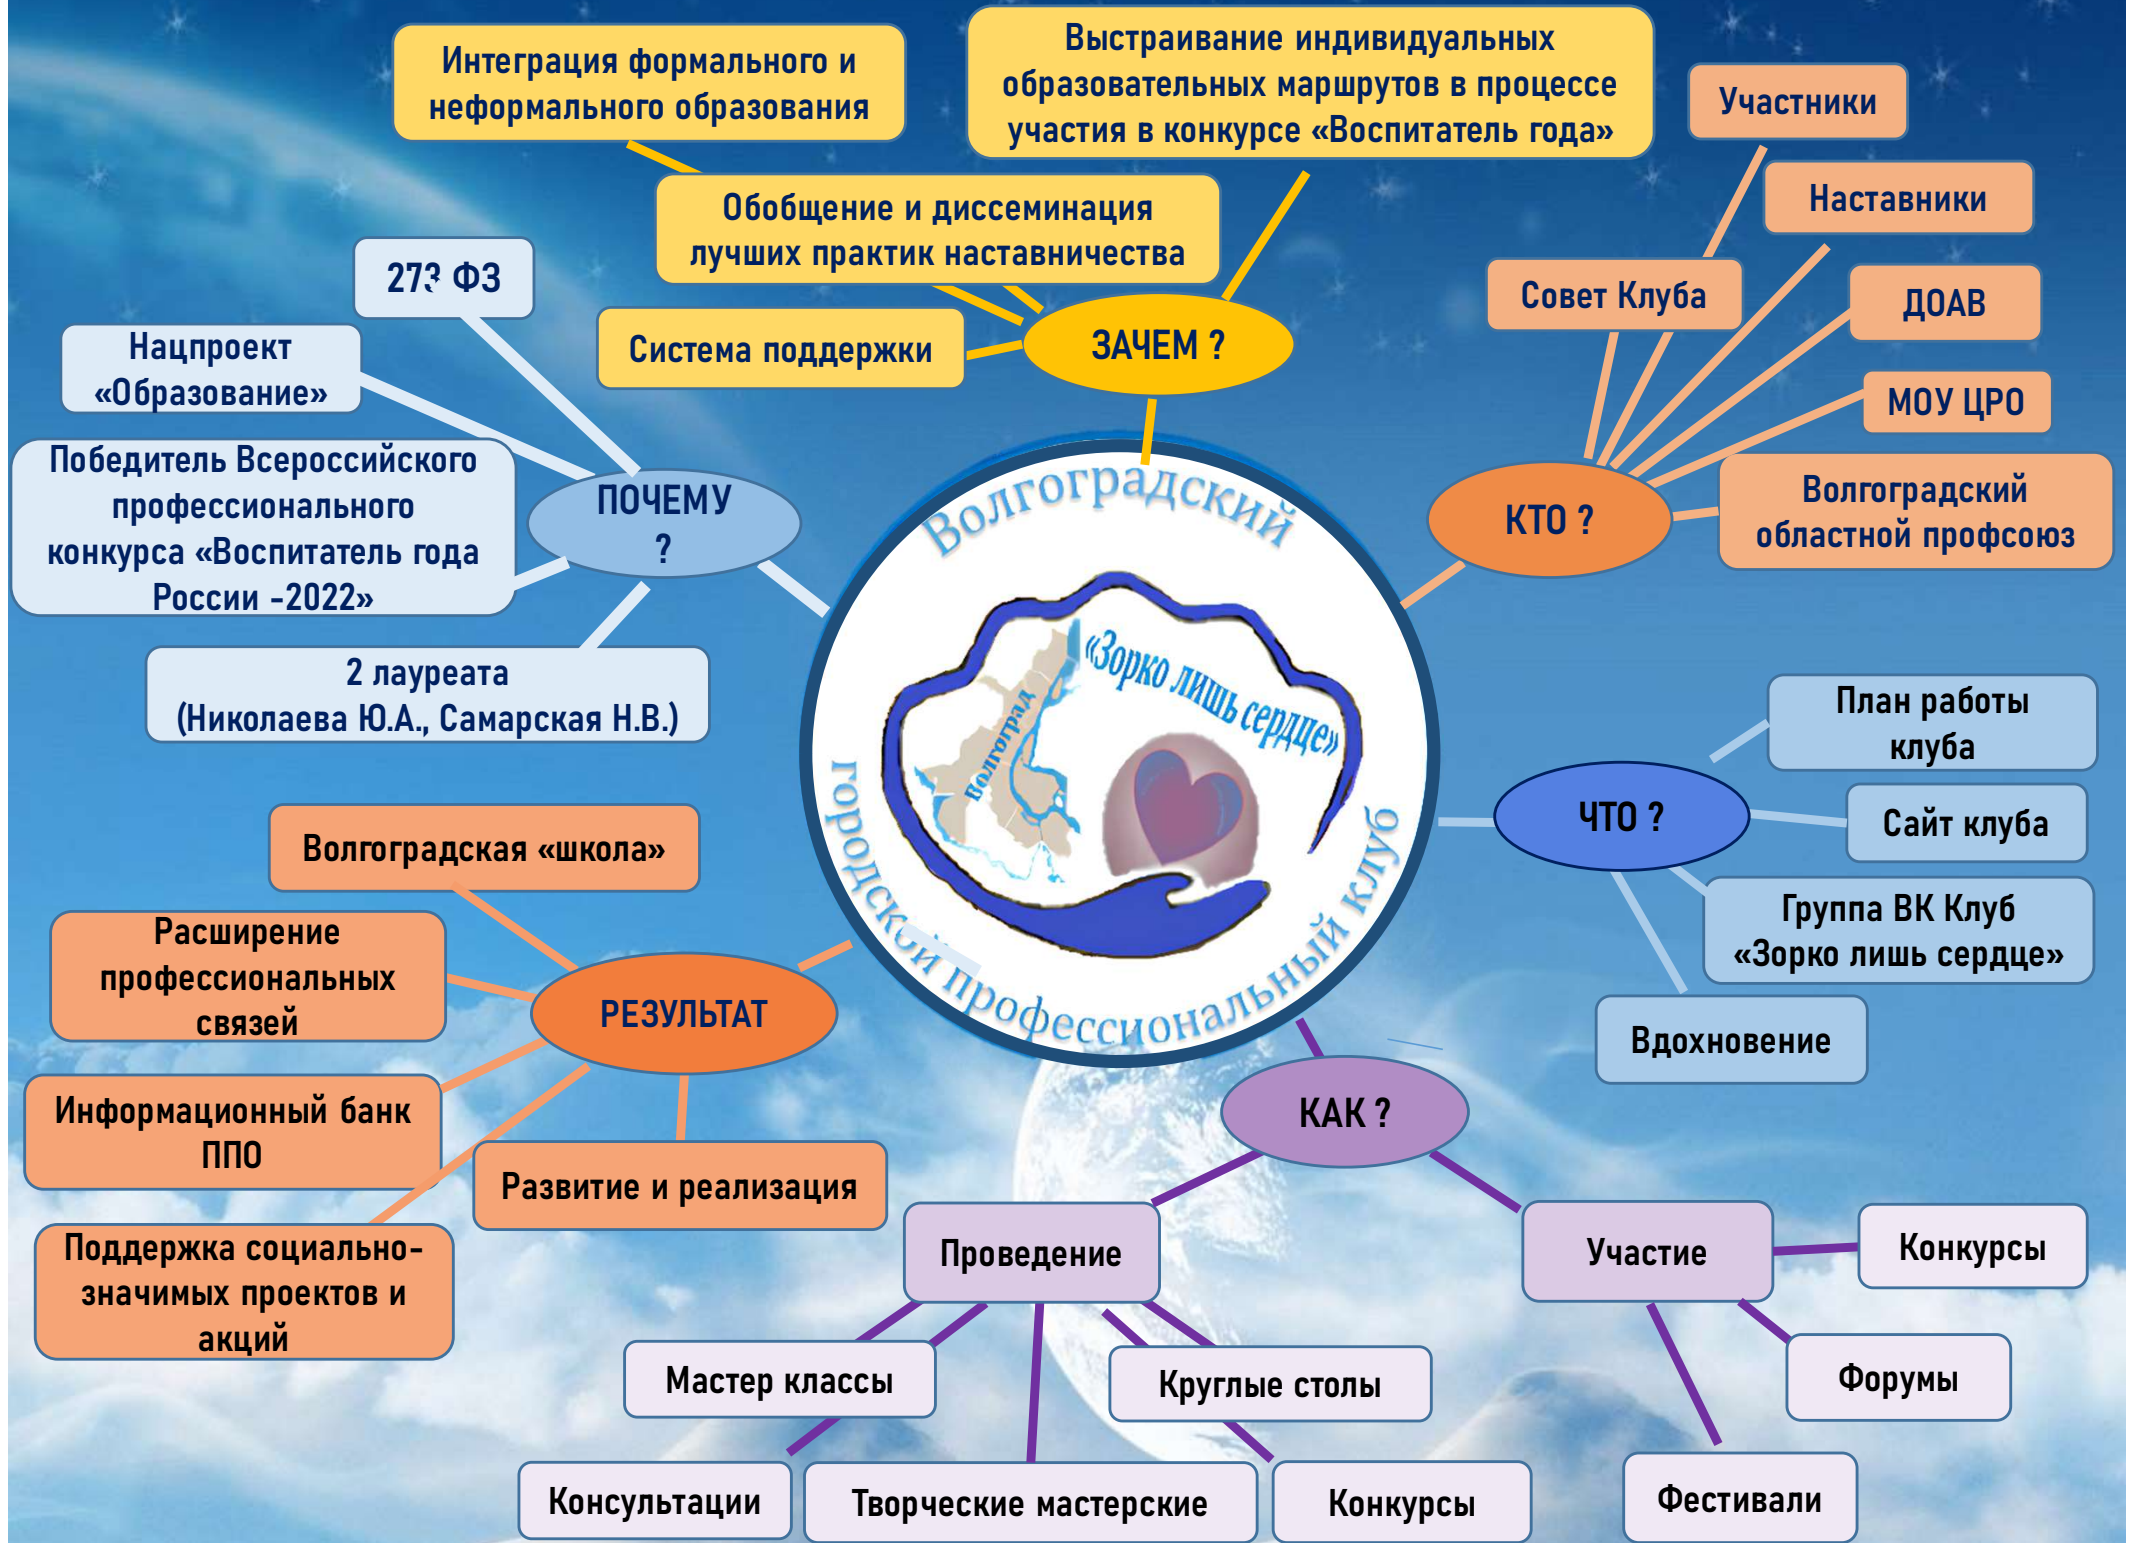 Интеграция формального и
неформального образования
Выстраивание индивидуальных
образовательных маршрутов в процессе
участия в конкурсе «Воспитатель года»
Обобщение и диссеминация
лучших практик наставничества
Система поддержки
ЗАЧЕМ ?
273 ФЗ
Нацпроект
«Образование»
Победитель Всероссийского
профессионального
конкурса «Воспитатель года
России -2022»
2 лауреата
(Николаева Ю.А., Самарская Н.В.)
ПОЧЕМУ
?
Участники
Наставники
Совет Клуба
ДОАВ
МОУ ЦРО
Волгоградский
областной профсоюз
КТО ?
Волгоградский
«Зорко лишь сердце»
Волгоград
городской профессиональный клуб
План работы
клуба
Сайт клуба
Группа ВК Клуб
«Зорко лишь сердце»
Вдохновение
ЧТО ?
Волгоградская «школа»
Расширение
профессиональных
связей
Информационный банк
ППО
Поддержка социально-
значимых проектов и
акций
Развитие и реализация
РЕЗУЛЬТАТ
КАК ?
Проведение
Мастер классы
Круглые столы
Консультации
Творческие мастерские
Конкурсы
Участие
Конкурсы
Форумы
Фестивали